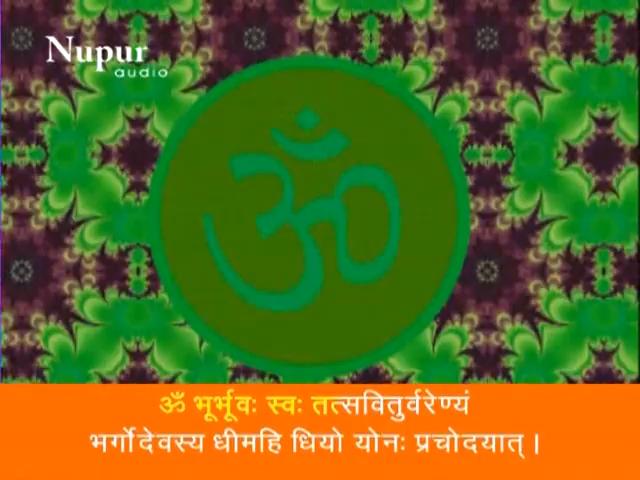 Nupur
audio
ॐ
ॐ भूर्भूवः स्वः तत्सवितुर्वरेण्यं
भर्गोदेवस्य धीमहि धियो योनः प्रचोदयात् ।